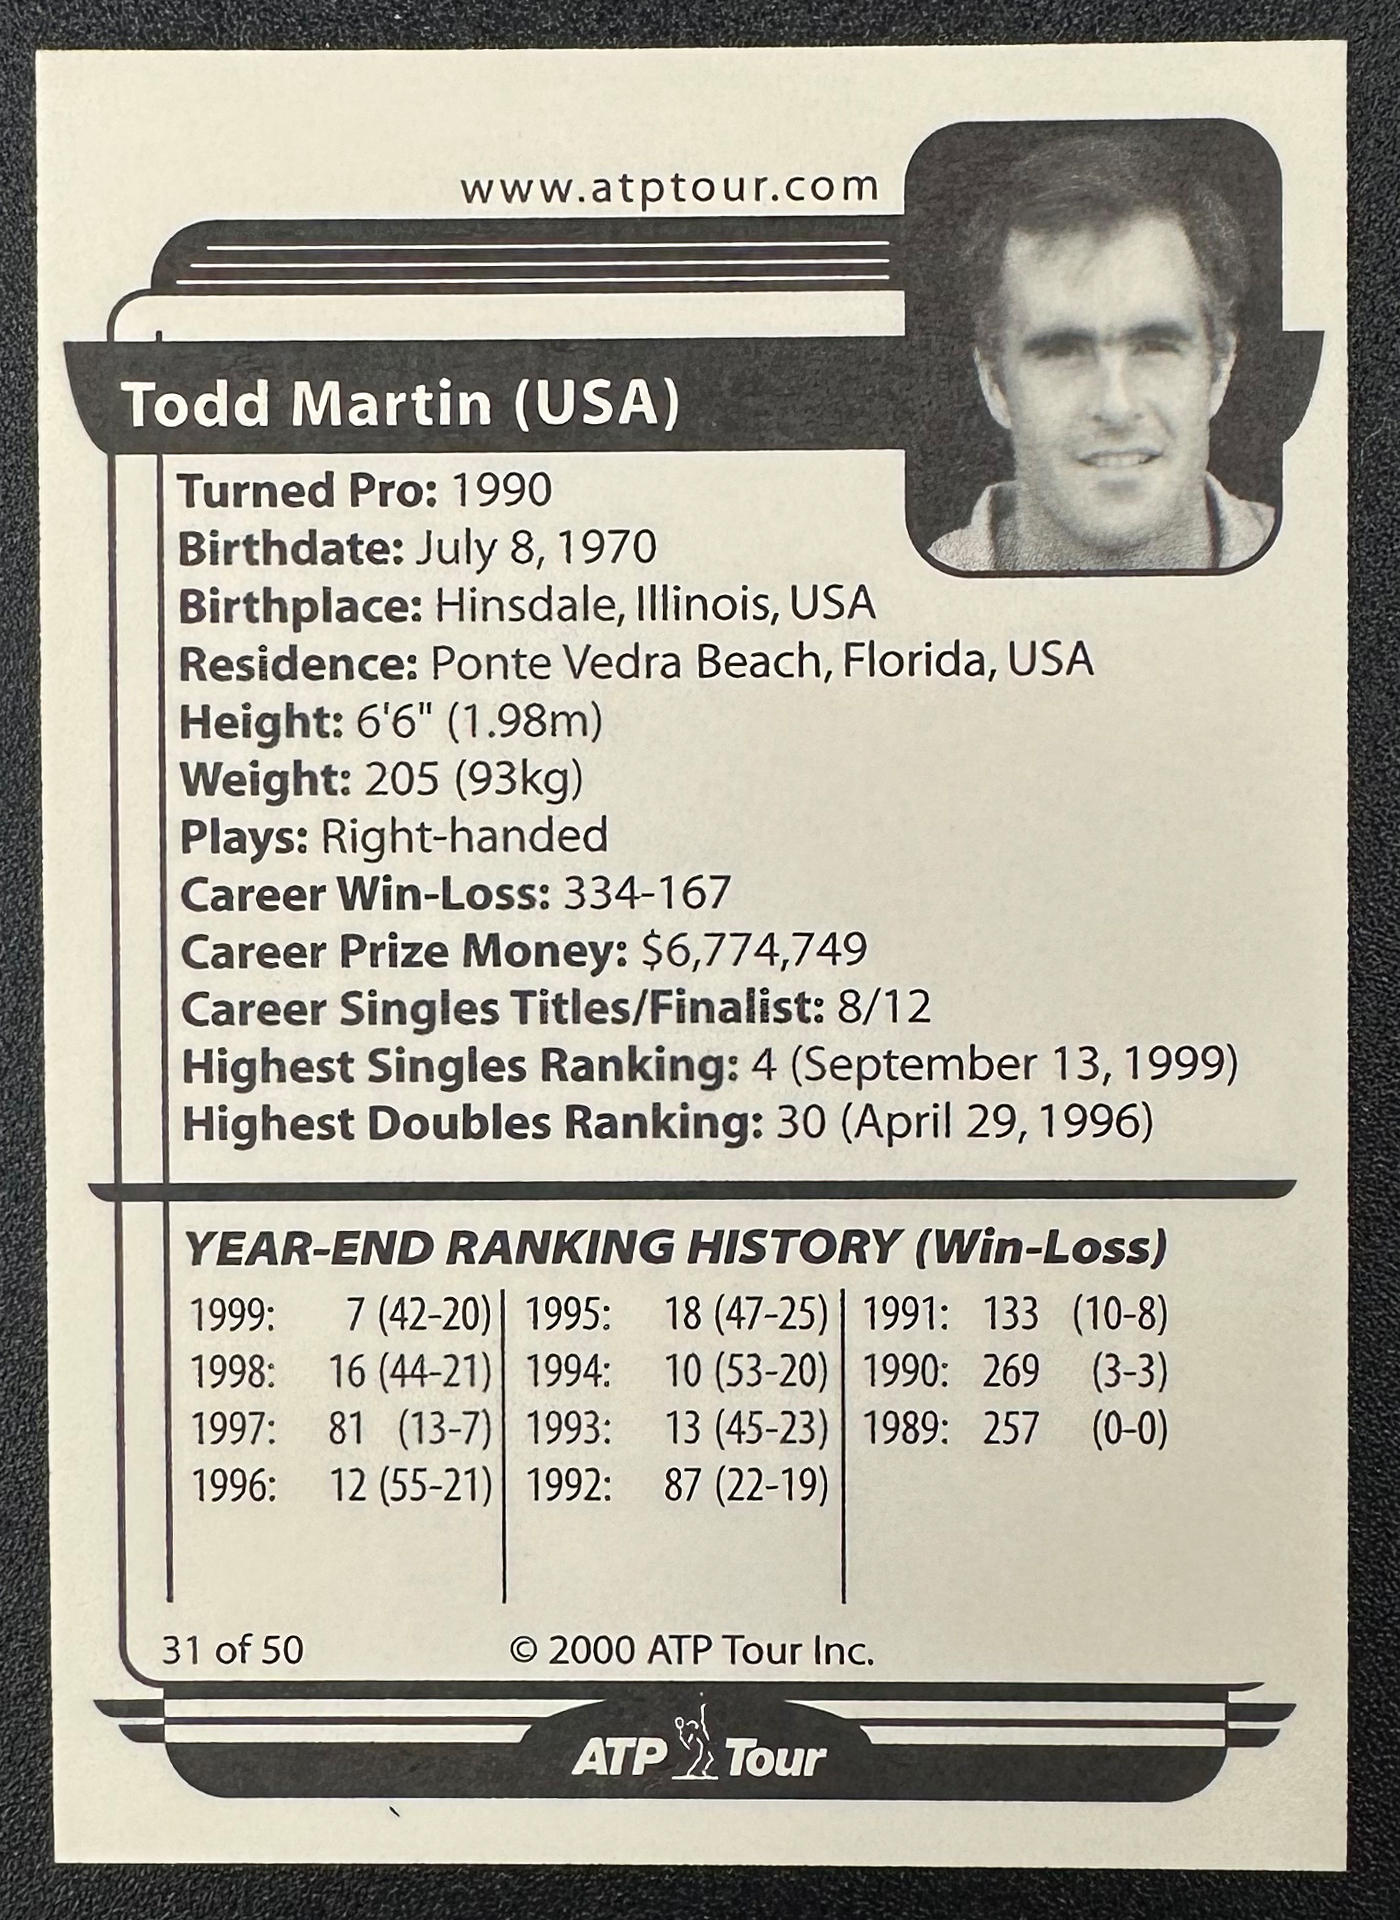 www.atptour.com
Todd Martin (USA)
Turned Pro: 1990
Birthdate: July 8, 1970
Birthplace: Hinsdale, Illinois, USA
Residence: Ponte Vedra Beach, Florida, USA
Height: 6'6" (1.98m)
Weight: 205 (93kg)
Plays: Right-handed
Career Win-Loss: 334-167
Career Prize Money: $6,774,749
Career Singles Titles/Finalist: 8/12
Highest Singles Ranking: 4 (September 13, 1999)
Highest Doubles Ranking: 30 (April 29, 1996)
YEAR-END RANKING HISTORY (Win-Loss)
1999: 7 (42-20) 1995: 18 (47-25) 1991: 133 (10-8)
1998: 16 (44-21) 1994: 10 (53-20) 1990: 269 (3-3)
1997: 81 (13-7) 1993: 13 (45-23) 1989: 257 (0-0)
1996: 12 (55-21) 1992: 87 (22-19)
31 of 50 © 2000 ATP Tour Inc.
ATP Tour